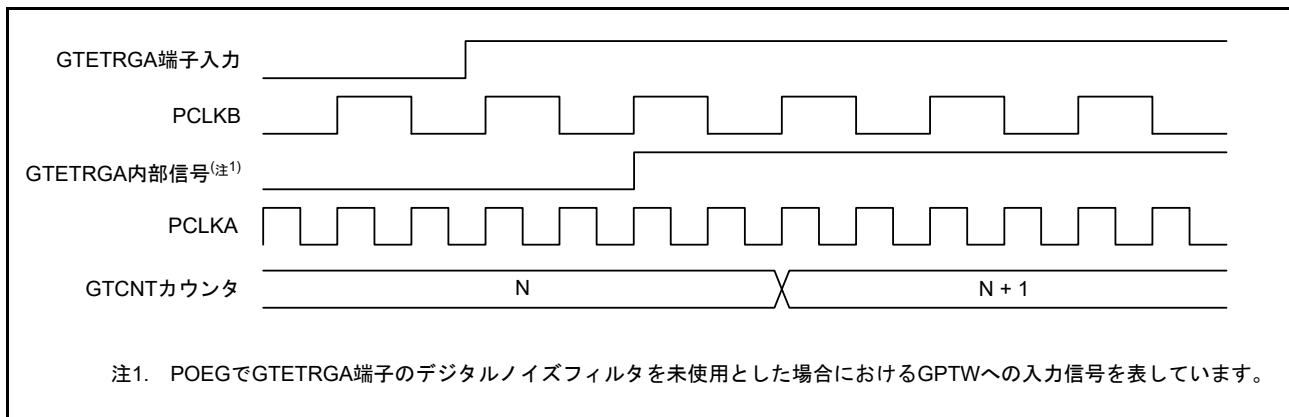 GTETRGA端子入力
PCLKB
GTETRGA内部信号(注1)
PCLKA
GTCNTカウンタ N N + 1
注1. POEGでGTETRGA端子のデジタルノイズフィルタを未使用とした場合におけるGPTWへの入力信号を表しています。